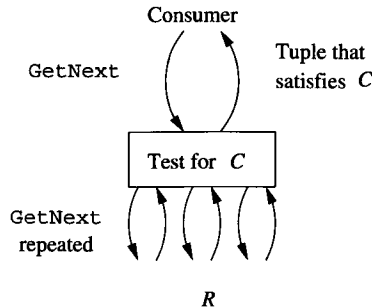 Consumer
GetNext
Tuple that
satisfies C
Test for C
GetNext
repeated
R